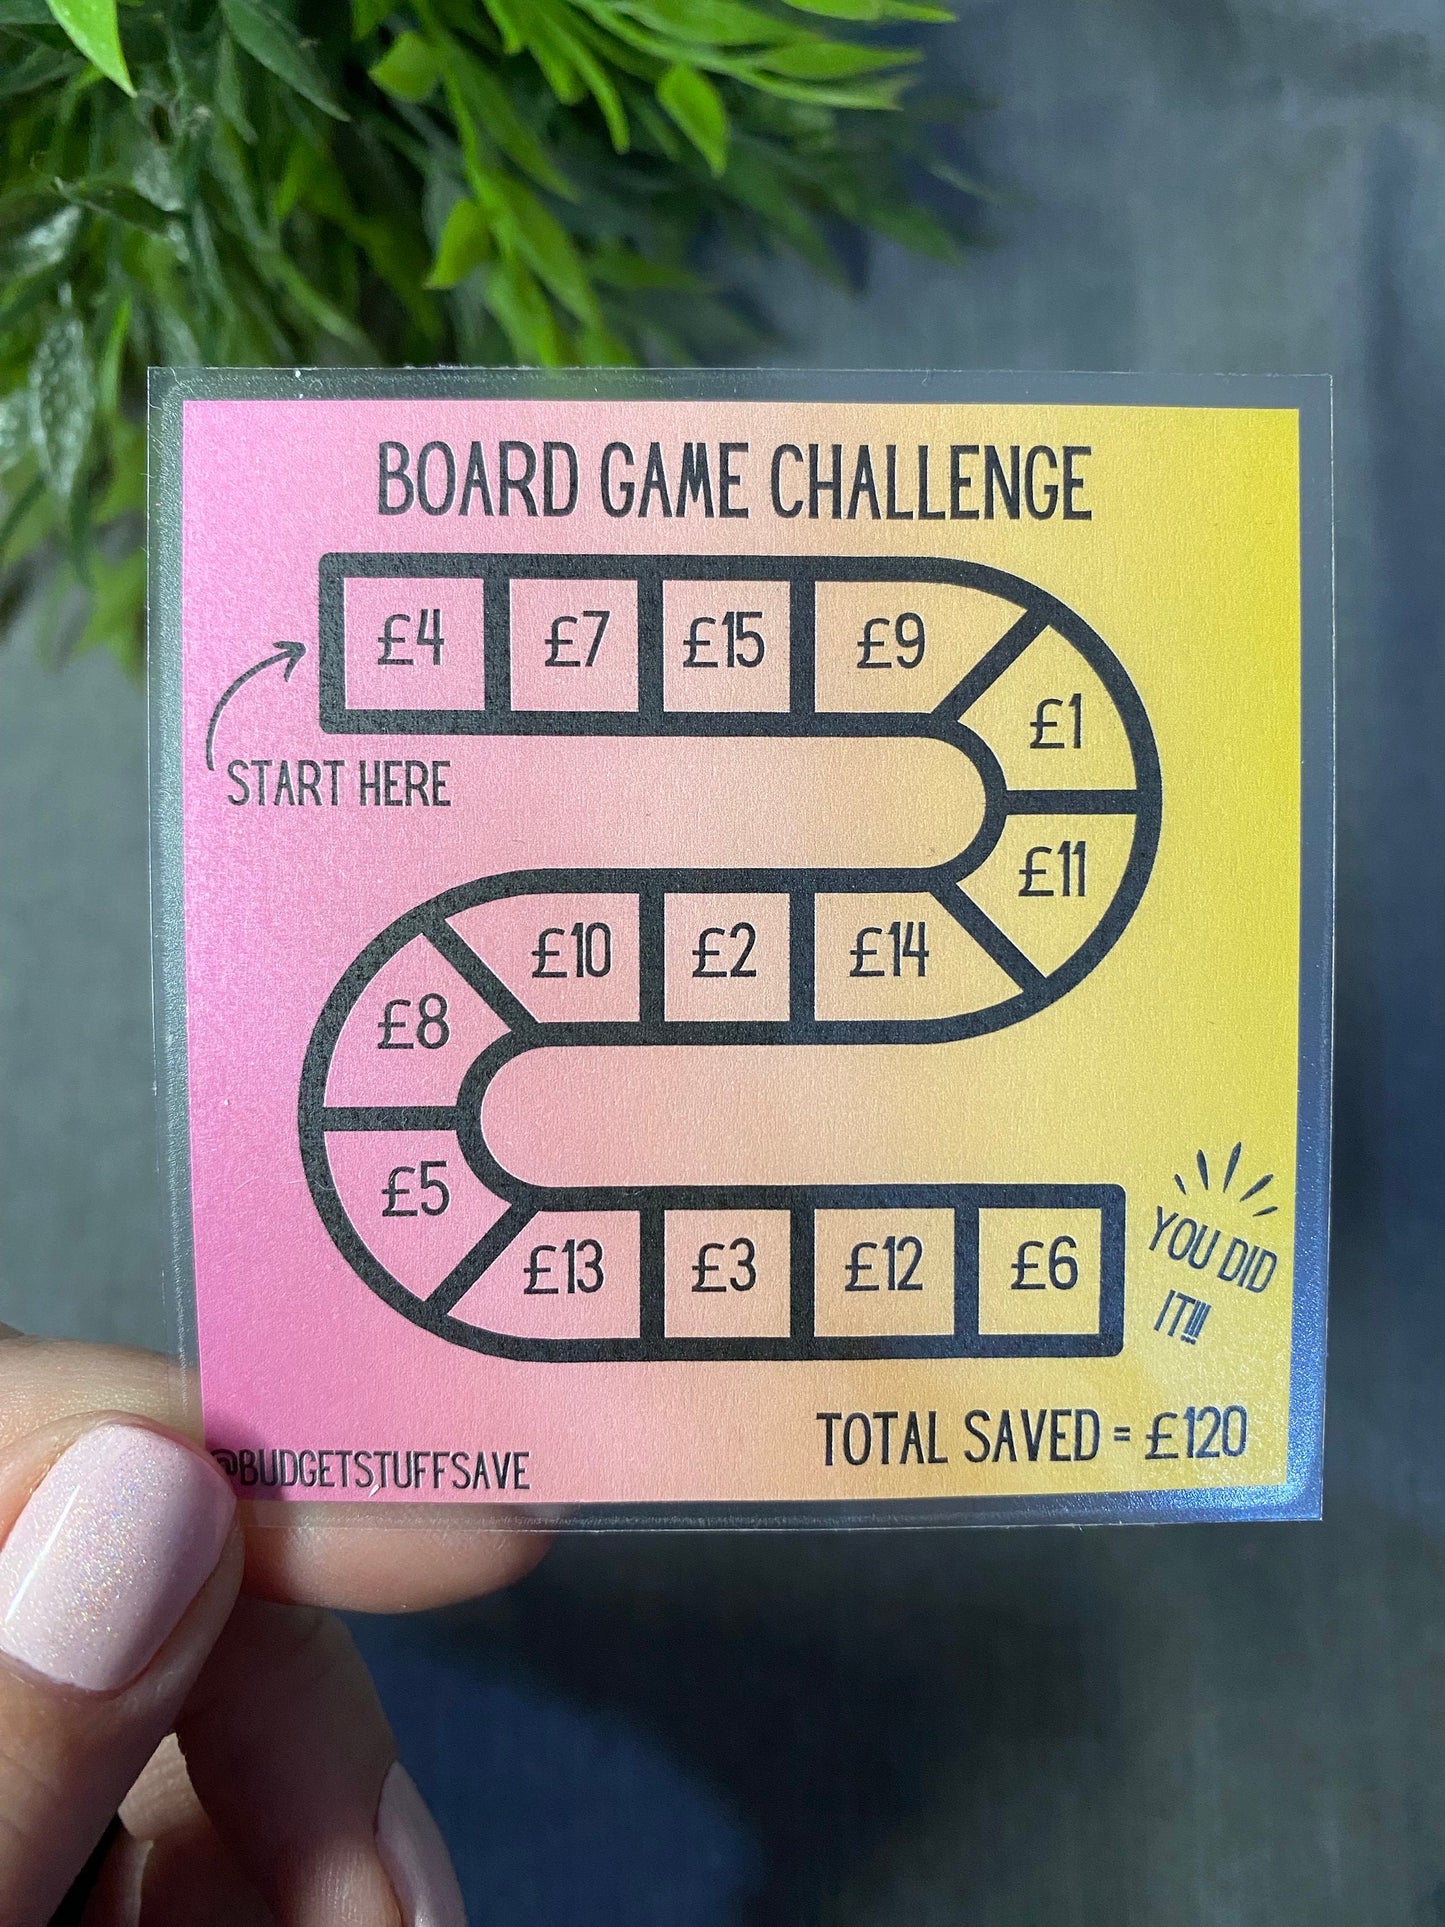 BOARD GAME CHALLENGE
£4 £7 £15 £9
£1
START HERE
£11
£10 £2 £14
£8
£5
£13 £3 £12 £6
YOU DID
IT!!!
TOTAL SAVED = £120
@BUDGETSTUFFSAVE